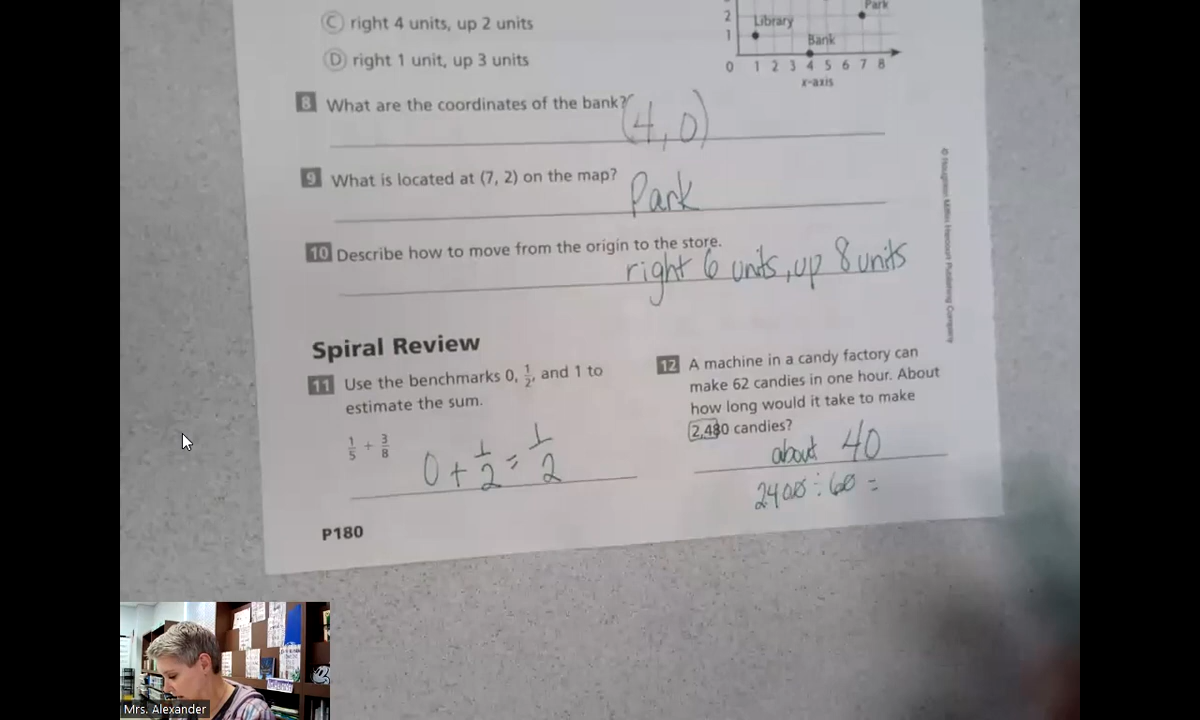 C right 4 units, up 2 units
D right 1 unit, up 3 units
2
1
Library
Park
Bank
0 1 2 3 4 5 6 7 8
x-axis
8 What are the coordinates of the bank? (4,0)
9 What is located at (7, 2) on the map? Park
10 Describe how to move from the origin to the store.
right 6 units, up 8 units
© Houghton Mifflin Harcourt Publishing Company
Spiral Review
11 Use the benchmarks 0, 1/2, and 1 to
estimate the sum.
1/5 + 3/8
0 + 1/2 = 1/2
12 A machine in a candy factory can
make 62 candies in one hour. About
how long would it take to make
2,480 candies?
about 40
2400 ÷ 60 =
P180
Mrs. Alexander